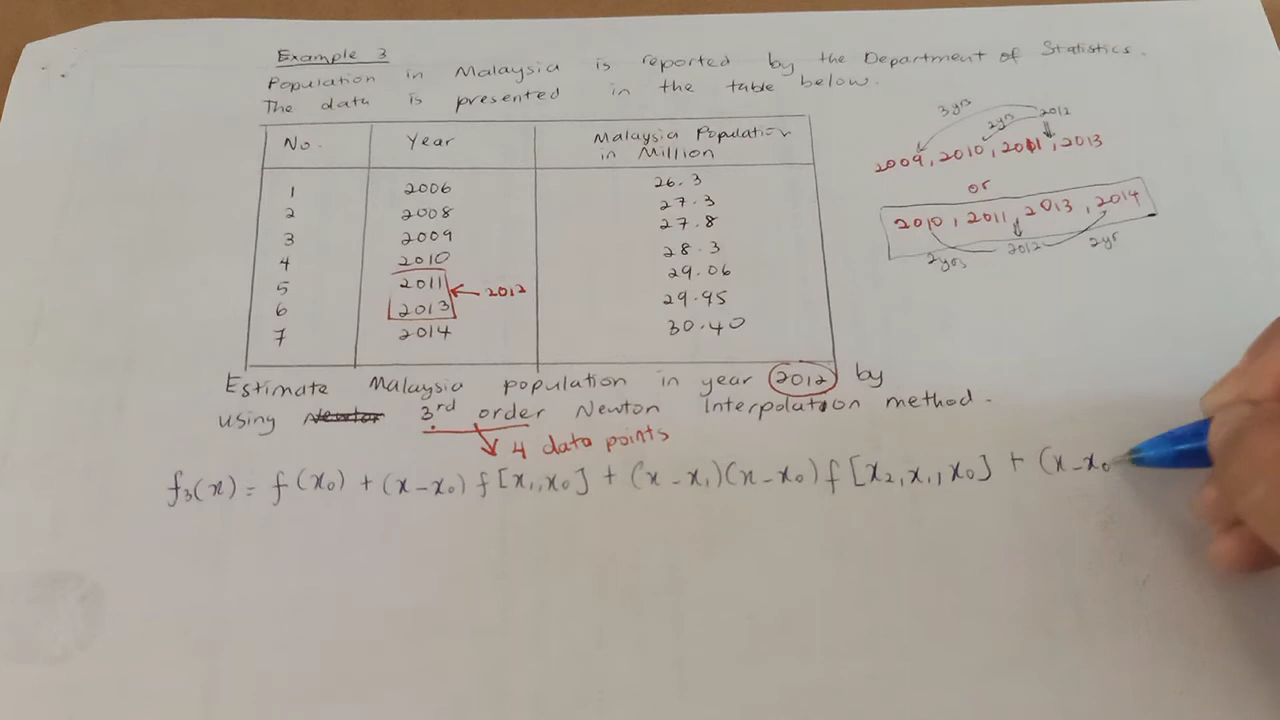 Example 3
Population in Malaysia is reported by the Department of Statistics.
The data is presented in the table below.
No. Year Malaysia Population in Million
1 2006 26.3
2 2008 27.3
3 2009 27.8
4 2010 28.3
5 2011 29.06
6 2013 29.95
7 2014 30.40
← 2012
3yrs 2yrs 2012
2009, 2010, 2011, 2013
or
2010, 2011, 2013, 2014
2yrs 2012 2yr
Estimate Malaysia population in year 2012 by
using Newton 3rd order Newton Interpolation method.
4 data points
f₃(x) = f(x₀) + (x-x₀) f[x₁,x₀] + (x-x₁)(x-x₀) f[x₂,x₁,x₀] + (x-x₀